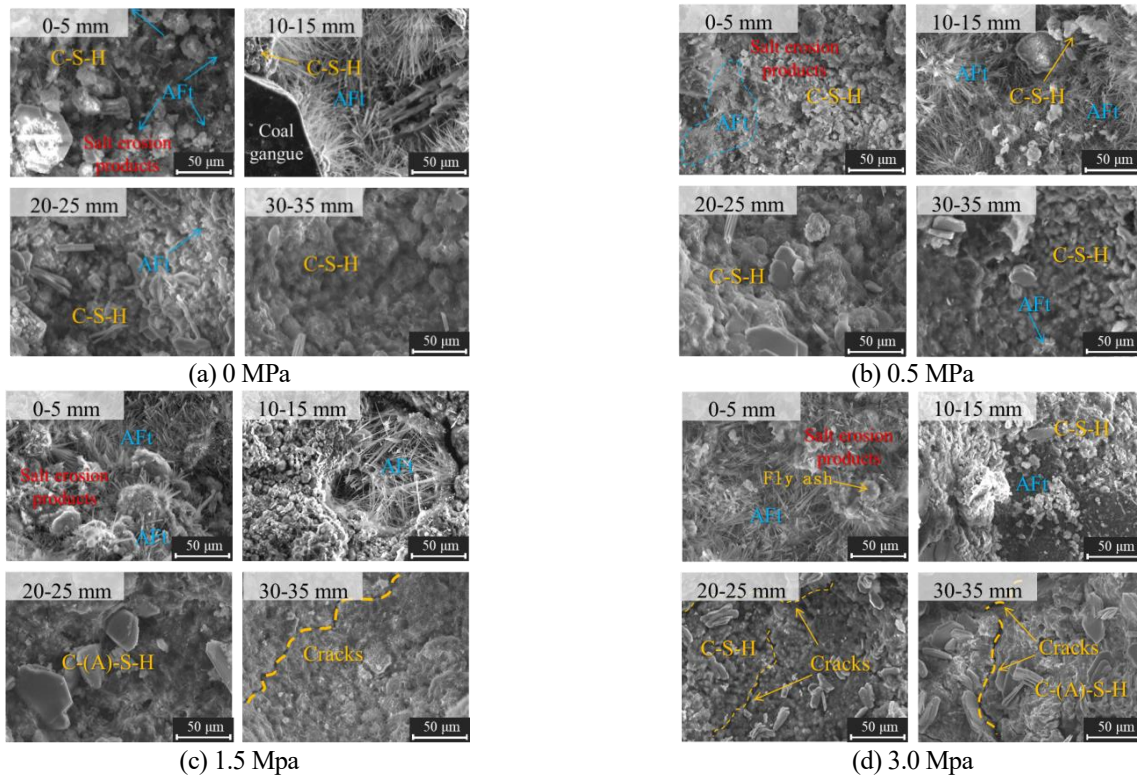 0-5 mm
C-S-H
AFt
Salt erosion
products
50 μm
10-15 mm
C-S-H
AFt
Coal
gangue
50 μm
20-25 mm
AFt
C-S-H
50 μm
30-35 mm
C-S-H
50 μm
(a) 0 MPa
0-5 mm
Salt erosion
products
C-S-H
AFt
50 μm
10-15 mm
AFt
C-S-H
AFt
50 μm
20-25 mm
C-S-H
50 μm
30-35 mm
C-S-H
AFt
50 μm
(b) 0.5 MPa
0-5 mm
AFt
Salt erosion
products
AFt
50 μm
10-15 mm
AFt
50 μm
20-25 mm
C-(A)-S-H
50 μm
30-35 mm
Cracks
50 μm
(c) 1.5 Mpa
0-5 mm
Salt erosion
products
Fly ash
AFt
50 μm
10-15 mm
C-S-H
AFt
50 μm
20-25 mm
C-S-H
Cracks
50 μm
30-35 mm
Cracks
C-(A)-S-H
50 μm
(d) 3.0 Mpa